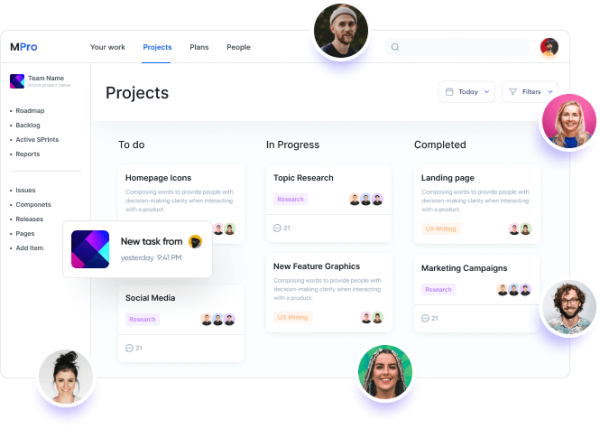 MPro
Your work
Projects
Plans
People
Team Name
Active project name
Roadmap
Backlog
Active SPrints
Reports
Issues
Componets
Releases
Pages
Add Item
Projects
Today
Filters
To do
Homepage Icons
Composing words to provide people with
decision-making clarity when interacting
with a product.
New task from
yesterday 9:41 PM
Social Media
Research
21
In Progress
Topic Research
Research
21
New Feature Graphics
Composing words to provide people with
decision-making clarity when interacting
with a product.
UX Writing
Completed
Landing page
Composing words to provide people with
decision-making clarity when interacting
with a product.
UX Writing
Marketing Campaigns
Research
21